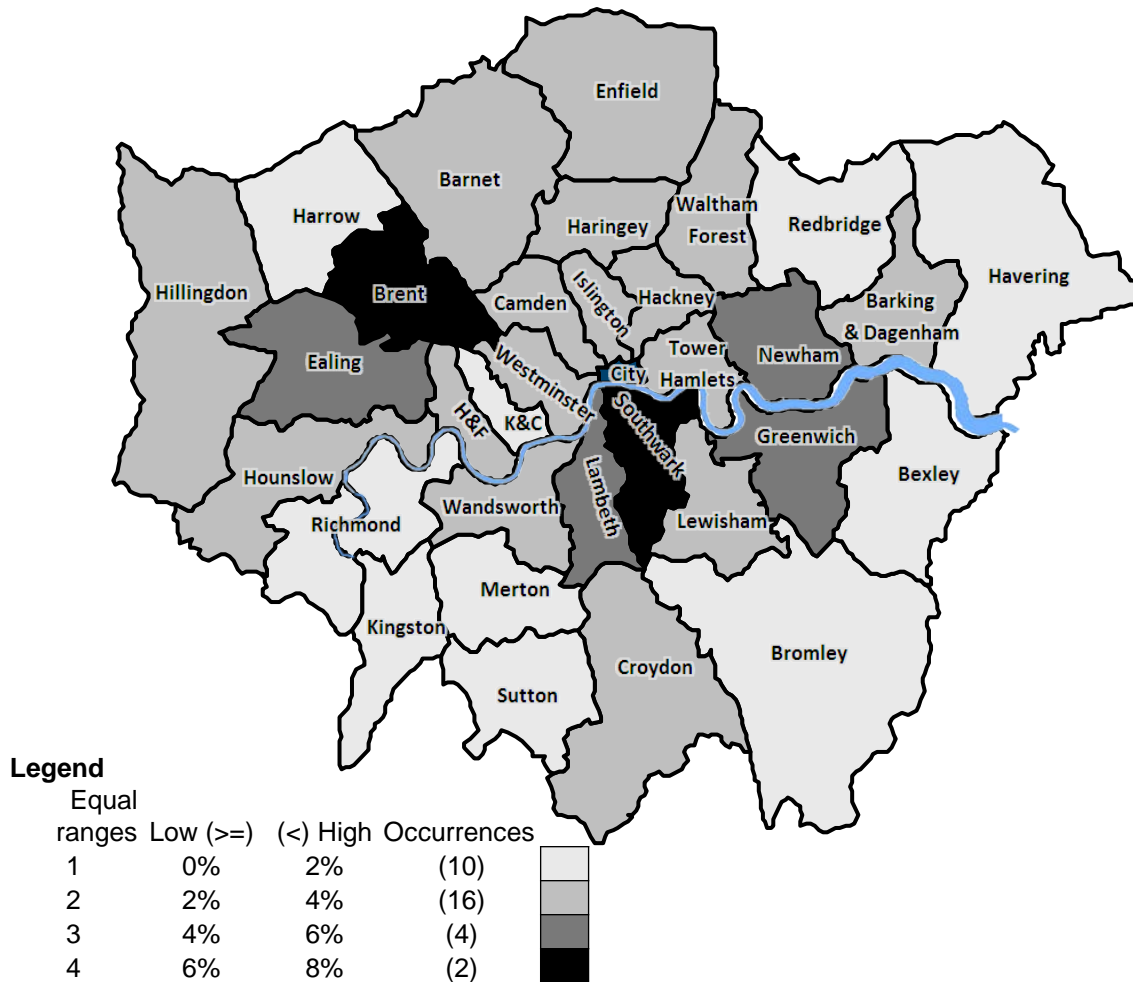 Enfield
Barnet
Harrow
Haringey
Waltham
Forest
Redbridge
Havering
Hillingdon
Brent
Camden
Islington
Hackney
Barking
& Dagenham
Ealing
Westminster
Tower
Hamlets
Newham
City
H&F
K&C
Southwark
Greenwich
Hounslow
Lambeth
Bexley
Richmond
Wandsworth
Lewisham
Merton
Kingston
Bromley
Croydon
Sutton
Legend
Equal
ranges Low (>=) (<) High Occurrences
1 0% 2% (10)
2 2% 4% (16)
3 4% 6% (4)
4 6% 8% (2)